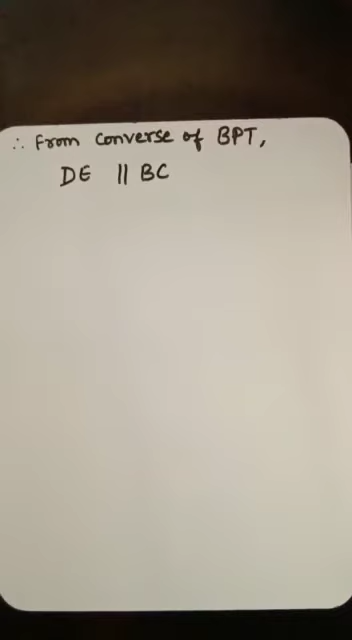 ∴ From converse of BPT,
DE || BC